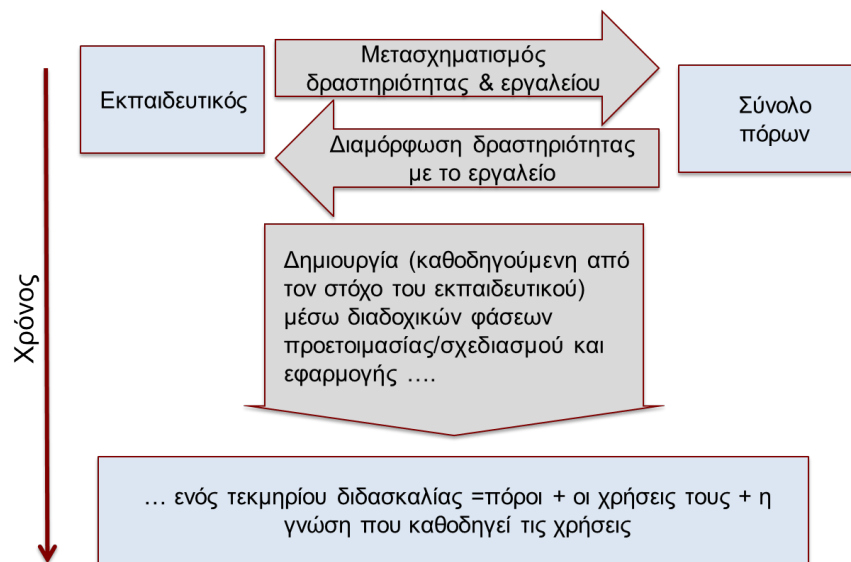 Μετασχηματισμός
δραστηριότητας & εργαλείου
Εκπαιδευτικός
Σύνολο
πόρων
Διαμόρφωση δραστηριότητας
με το εργαλείο
Χρόνος
Δημιουργία (καθοδηγούμενη από
τον στόχο του εκπαιδευτικού)
μέσω διαδοχικών φάσεων
προετοιμασίας/σχεδιασμού και
εφαρμογής ....
... ενός τεκμηρίου διδασκαλίας =πόροι + οι χρήσεις τους + η
γνώση που καθοδηγεί τις χρήσεις